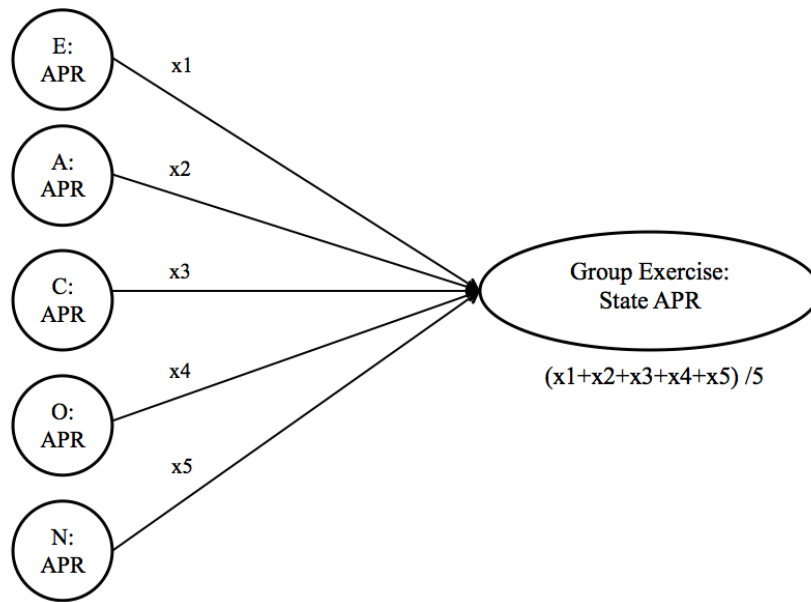 E:
APR
x1
A:
APR
x2
C:
APR
x3
O:
APR
x4
N:
APR
x5
Group Exercise:
State APR
(x1+x2+x3+x4+x5) /5